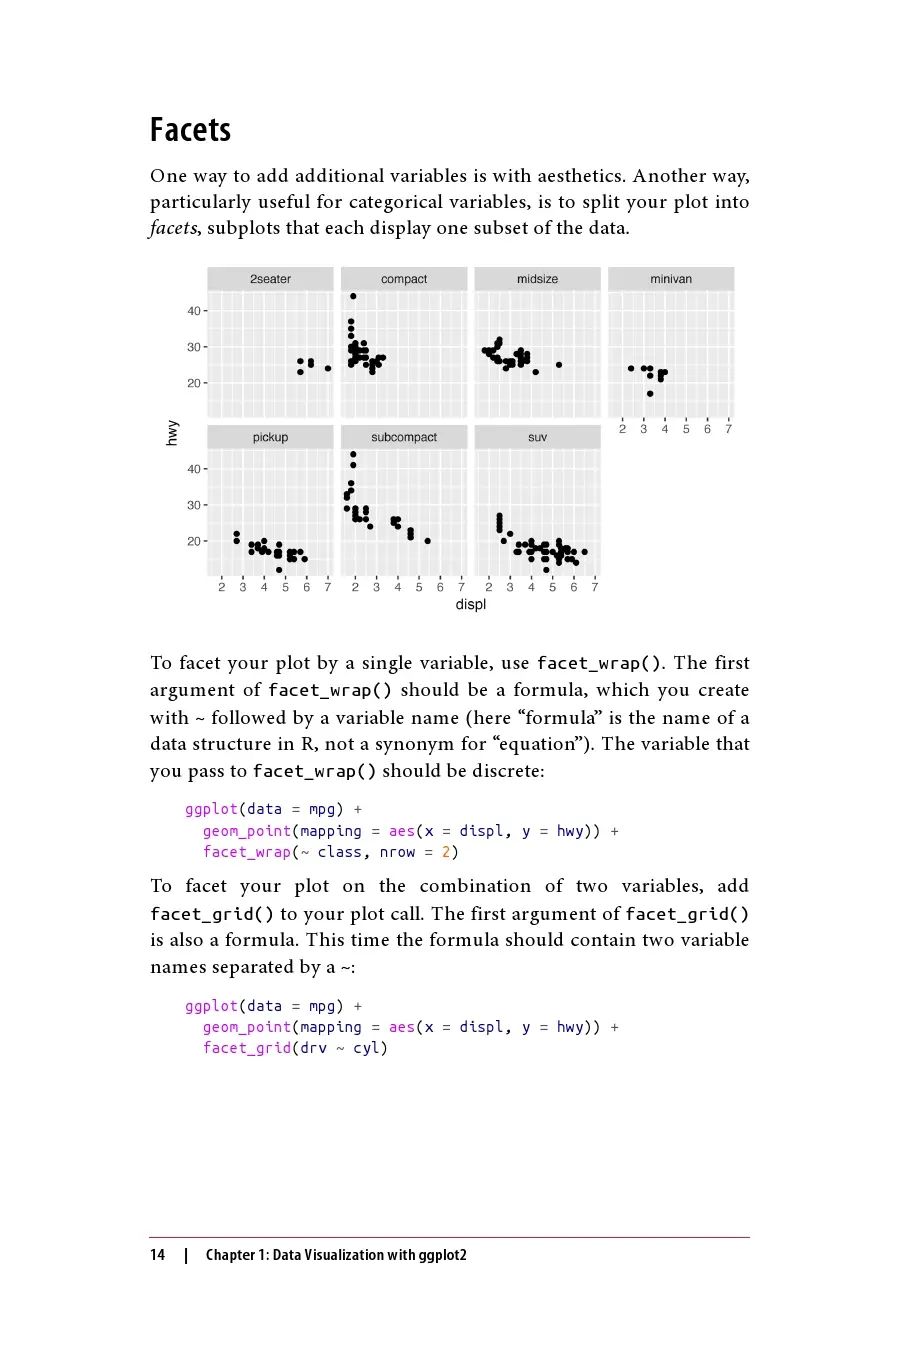 Facets
One way to add additional variables is with aesthetics. Another way,
particularly useful for categorical variables, is to split your plot into
facets, subplots that each display one subset of the data.
2seater compact midsize minivan
40
30
20
2 3 4 5 6 7
hwy
pickup subcompact suv
40
30
20
2 3 4 5 6 7 2 3 4 5 6 7 2 3 4 5 6 7
displ
To facet your plot by a single variable, use facet_wrap(). The first
argument of facet_wrap() should be a formula, which you create
with ~ followed by a variable name (here “formula” is the name of a
data structure in R, not a synonym for “equation”). The variable that
you pass to facet_wrap() should be discrete:
ggplot(data = mpg) +
  geom_point(mapping = aes(x = displ, y = hwy)) +
  facet_wrap(~ class, nrow = 2)
To facet your plot on the combination of two variables, add
facet_grid() to your plot call. The first argument of facet_grid()
is also a formula. This time the formula should contain two variable
names separated by a ~:
ggplot(data = mpg) +
  geom_point(mapping = aes(x = displ, y = hwy)) +
  facet_grid(drv ~ cyl)
14 | Chapter 1: Data Visualization with ggplot2